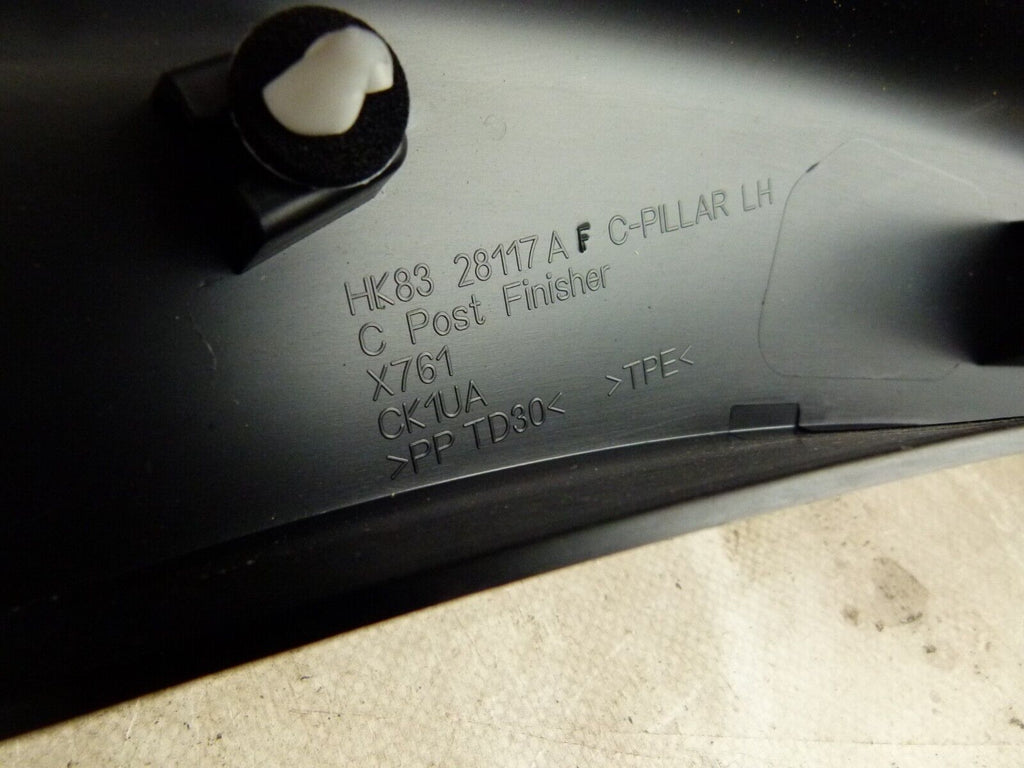 HK83 28117 A F C-PILLAR LH
C Post Finisher
X761
CK1UA
>PP TD30< >TPE<